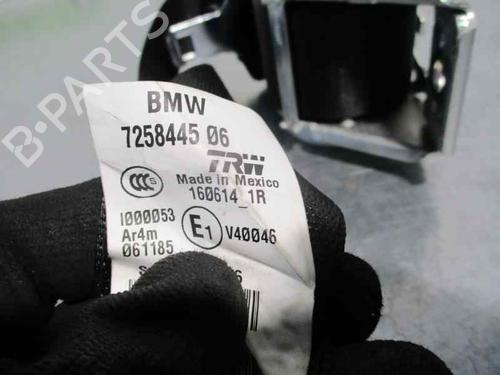 B-PARTS
BMW
7258445 06
TRW
Made in Mexico
160614_1R
I000053
Ar4m
061185
E1
V40046